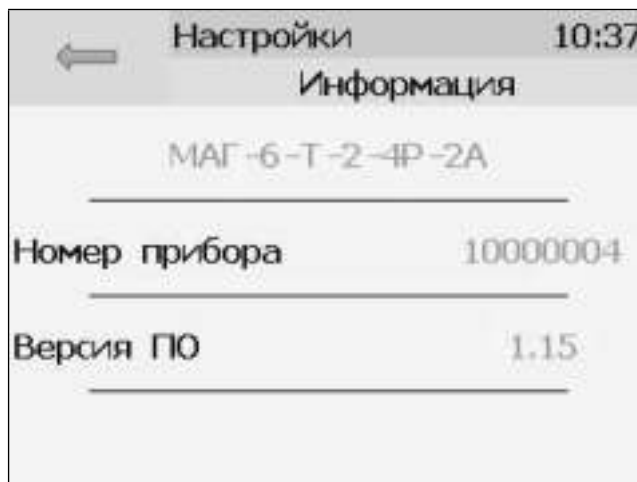 Настройки 10:37
Информация
МАГ-6-Т-2-4Р-2А
Номер прибора 10000004
Версия ПО 1.15